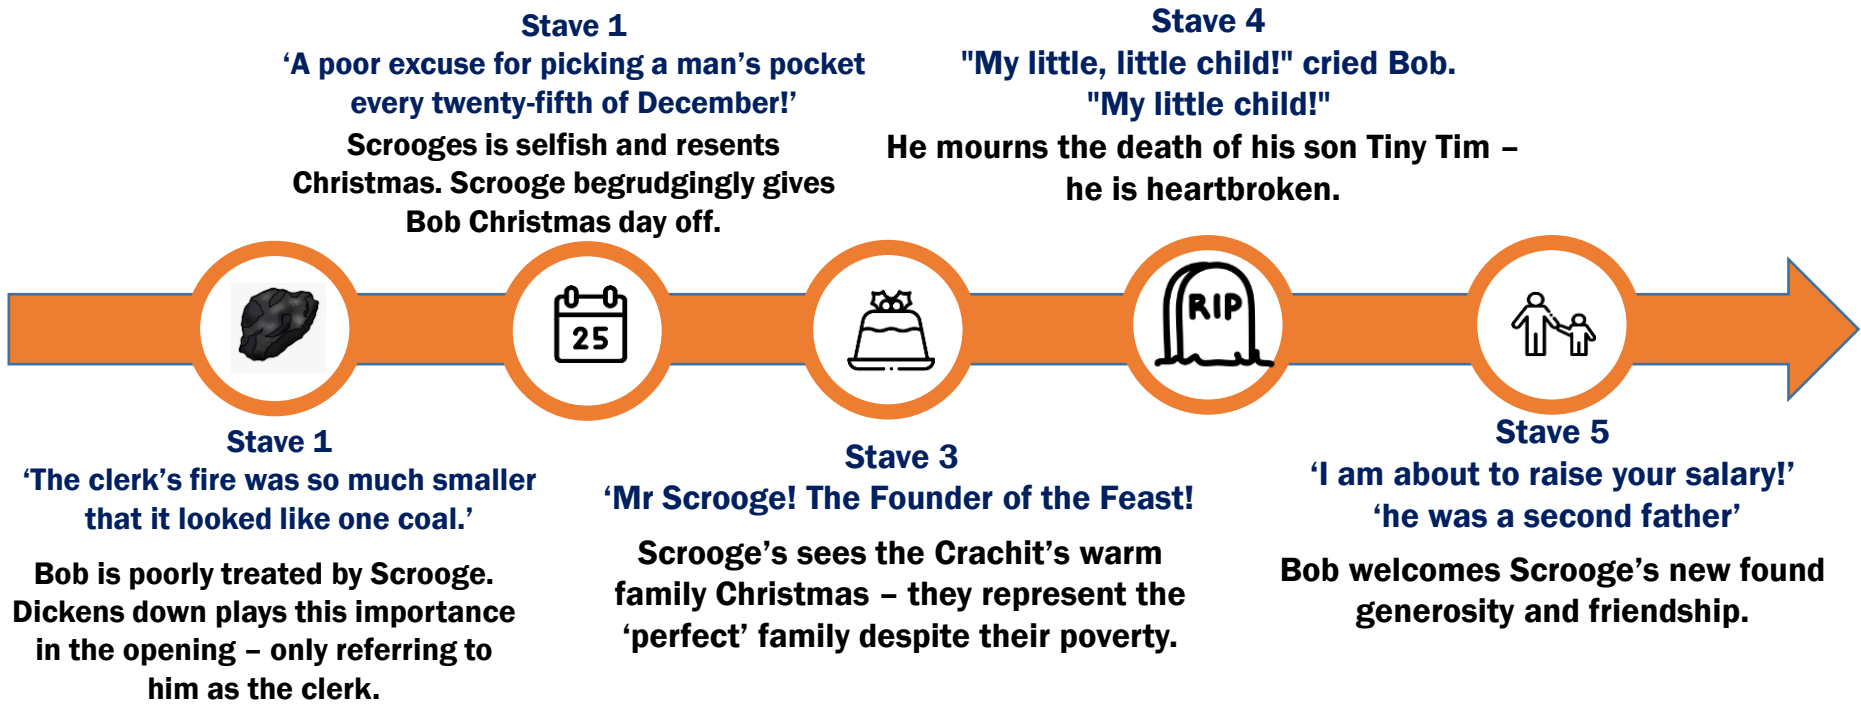 Stave 1
‘A poor excuse for picking a man’s pocket
every twenty-fifth of December!’
Scrooges is selfish and resents
Christmas. Scrooge begrudgingly gives
Bob Christmas day off.
Stave 4
"My little, little child!" cried Bob.
"My little child!"
He mourns the death of his son Tiny Tim –
he is heartbroken.
25
RIP
Stave 1
‘The clerk’s fire was so much smaller
that it looked like one coal.’
Bob is poorly treated by Scrooge.
Dickens down plays this importance
in the opening – only referring to
him as the clerk.
Stave 3
‘Mr Scrooge! The Founder of the Feast!
Scrooge’s sees the Crachit’s warm
family Christmas – they represent the
‘perfect’ family despite their poverty.
Stave 5
‘I am about to raise your salary!’
‘he was a second father’
Bob welcomes Scrooge’s new found
generosity and friendship.